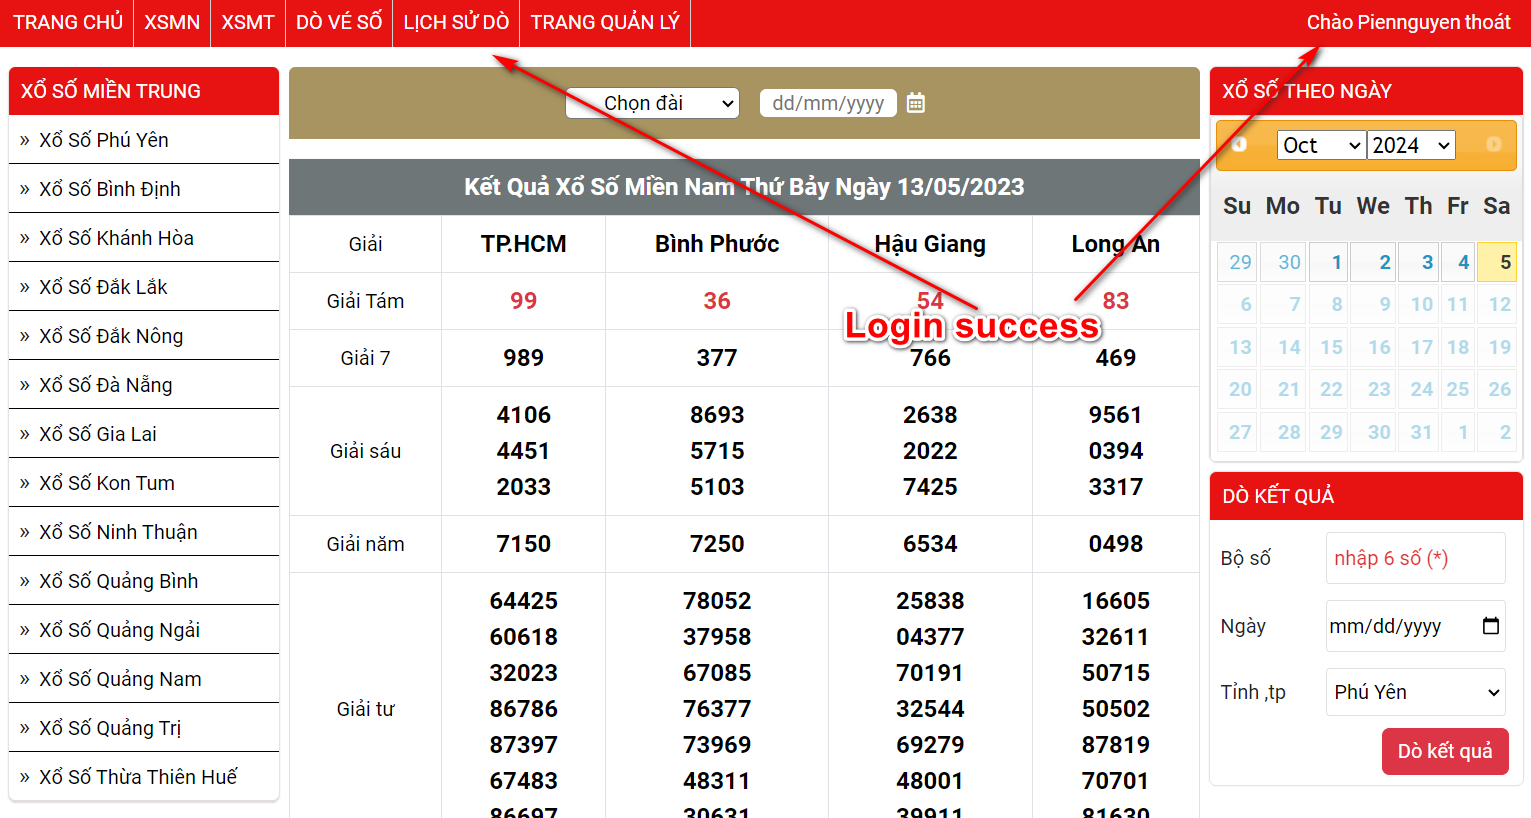 TRANG CHỦ XSMN XSMT DÒ VÉ SỐ LỊCH SỬ DÒ TRANG QUẢN LÝ Chào Piennguyen thoát
XỔ SỐ MIỀN TRUNG
» Xổ Số Phú Yên
» Xổ Số Bình Định
» Xổ Số Khánh Hòa
» Xổ Số Đắk Lắk
» Xổ Số Đắk Nông
» Xổ Số Đà Nẵng
» Xổ Số Gia Lai
» Xổ Số Kon Tum
» Xổ Số Ninh Thuận
» Xổ Số Quảng Bình
» Xổ Số Quảng Ngải
» Xổ Số Quảng Nam
» Xổ Số Quảng Trị
» Xổ Số Thừa Thiên Huế
Chọn đài dd/mm/yyyy
Kết Quả Xổ Số Miền Nam Thứ Bảy Ngày 13/05/2023
Giải TP.HCM Bình Phước Hậu Giang Long An
Giải Tám 99 36 54 83
Login success
Giải 7 989 377 766 469
4106 8693 2638 9561
Giải sáu 4451 5715 2022 0394
2033 5103 7425 3317
Giải năm 7150 7250 6534 0498
64425 78052 25838 16605
60618 37958 04377 32611
32023 67085 70191 50715
Giải tư 86786 76377 32544 50502
87397 73969 69279 87819
67483 48311 48001 70701
86697 30631 39911 81630
XỔ SỐ THEO NGÀY
Oct 2024
Su Mo Tu We Th Fr Sa
29 30 1 2 3 4 5
6 7 8 9 10 11 12
13 14 15 16 17 18 19
20 21 22 23 24 25 26
27 28 29 30 31 1 2
DÒ KẾT QUẢ
Bộ số nhập 6 số (*)
Ngày mm/dd/yyyy
Tỉnh ,tp Phú Yên
Dò kết quả